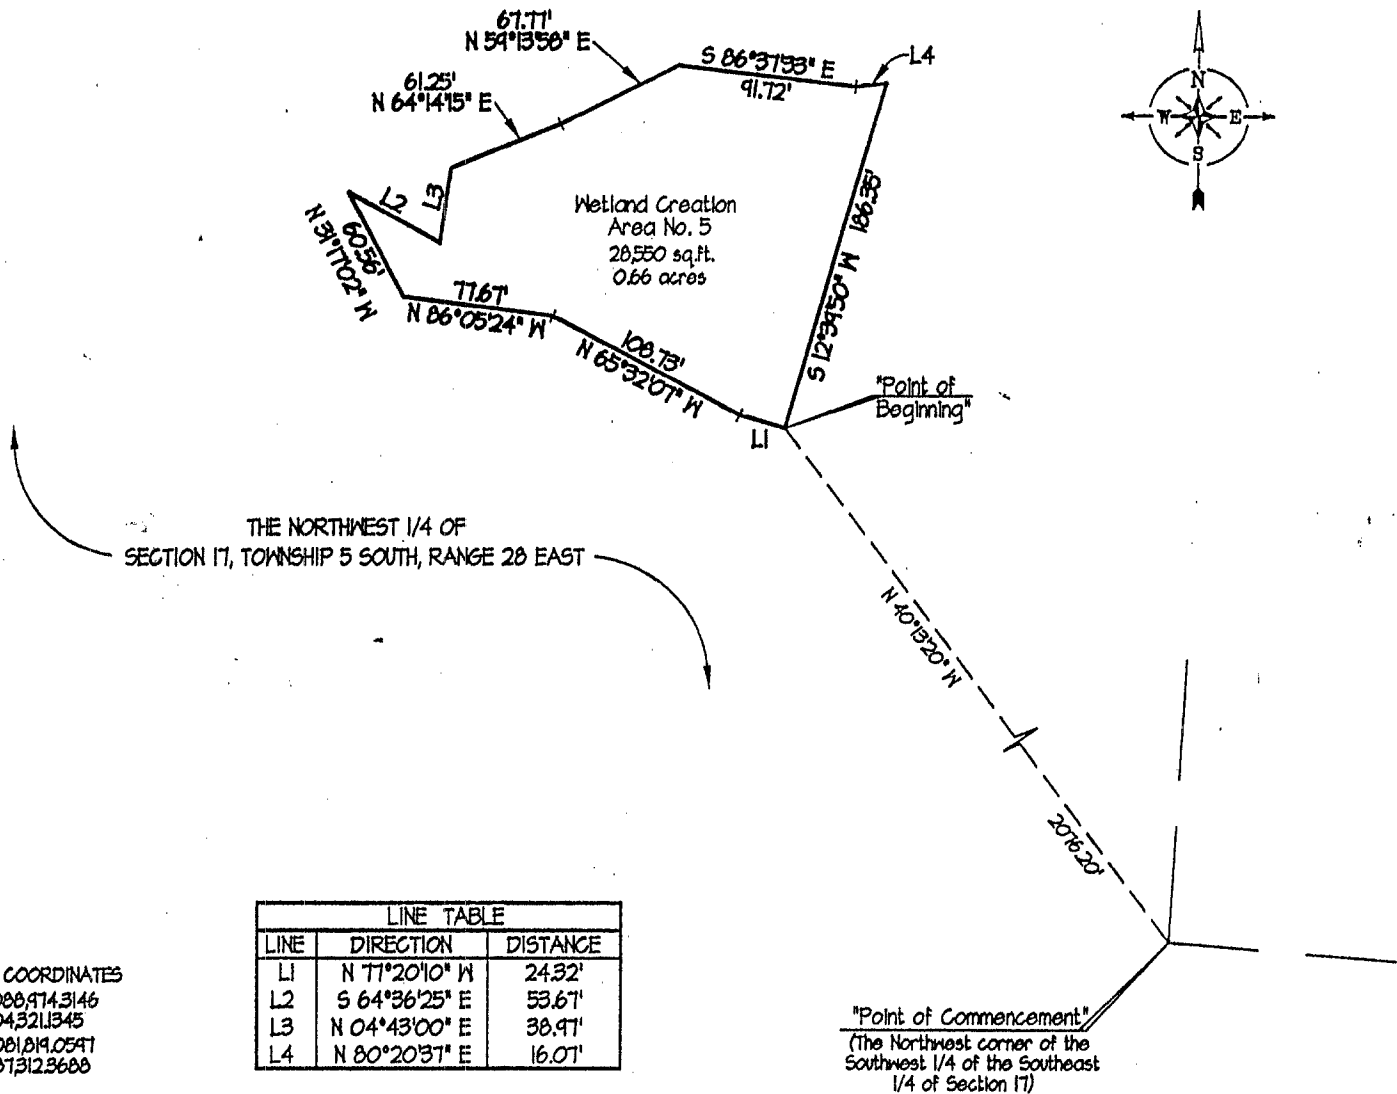 67.77'
N 59°13'58" E
61.25'
N 64°14'15" E
S 86°37'33" E
91.72'
L4
N
W E
S
L2
L3
Wetland Creation
Area No. 5
28,550 sq.ft.
0.66 acres
186.35'
S 12°39'50" W
60.56'
N 31°17'02" W
77.67'
N 86°05'24" W
108.73'
N 65°32'07" W
L1
"Point of
Beginning"
THE NORTHWEST 1/4 OF
SECTION 17, TOWNSHIP 5 SOUTH, RANGE 28 EAST
N 40°13'20" W
2076.20'
LINE TABLE
LINE DIRECTION DISTANCE
L1 N 77°20'10" W 24.32'
L2 S 64°36'25" E 53.67'
L3 N 04°43'00" E 38.97'
L4 N 80°20'37" E 16.07'
COORDINATES
"Point of Commencement"
(The Northwest corner of the
Southwest 1/4 of the Southeast
1/4 of Section 17)